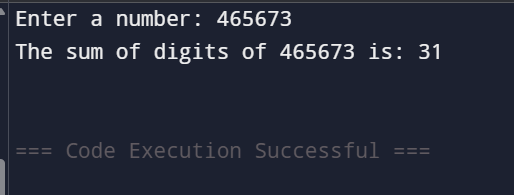 Enter a number: 465673
The sum of digits of 465673 is: 31
=== Code Execution Successful ===